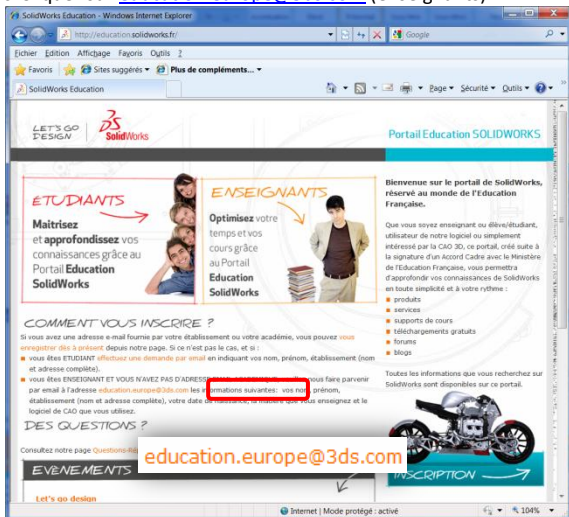 SolidWorks Education - Windows Internet Explorer
http://education.solidworks.fr/
Google
Fichier Edition Affichage Favoris Outils ?
Favoris Sites suggérés Plus de compléments...
SolidWorks Education
Page Sécurité Outils
LET'S GO
DESIGN
SolidWorks
Portail Education SOLIDWORKS
ETUDIANTS
Maitrisez
et approfondissez vos
connaissances grâce au
Portail Education
SolidWorks
ENSEIGNANTS
Optimisez votre
temps et vos
cours grâce
au Portail
Education
SolidWorks
Bienvenue sur le portail de SolidWorks,
réservé au monde de l'Education
Française.
Que vous soyez enseignant ou élève/étudiant,
utilisateur de notre logiciel ou simplement
intéressé par la CAO 3D, ce portail, créé suite à
la signature d'un Accord Cadre avec le Ministère
de l'Education Française, vous permettra
d'approfondir vos connaissances de SolidWorks
en toute simplicité et à votre rythme :
produits
services
supports de cours
téléchargements gratuits
forums
blogs
Toutes les informations que vous recherchez sur
SolidWorks sont disponibles sur ce portail.
COMMENT VOUS INSCRIRE ?
Si vous avez une adresse e-mail fournie par votre établissement ou votre académie, vous pouvez vous
enregistrer dès à présent depuis notre page. Si ce n'est pas le cas, et si :
vous êtes ETUDIANT effectuez une demande par email en indiquant vos nom, prénom, établissement (nom
et adresse complète).
vous êtes ENSEIGNANT ET VOUS N'AVEZ PAS D'ADRESSE nous faire parvenir
par email à l'adresse education.europe@3ds.com les informations suivantes: vos nom, prénom,
établissement (nom et adresse complète), votre date de naissance, la matière que vous enseignez et le
logiciel de CAO que vous utilisez.
DES QUESTIONS ?
Consultez notre page
education.europe@3ds.com
EVENEMENTS
INSCRIPTION
Let's go design
Internet | Mode protégé : activé
104%